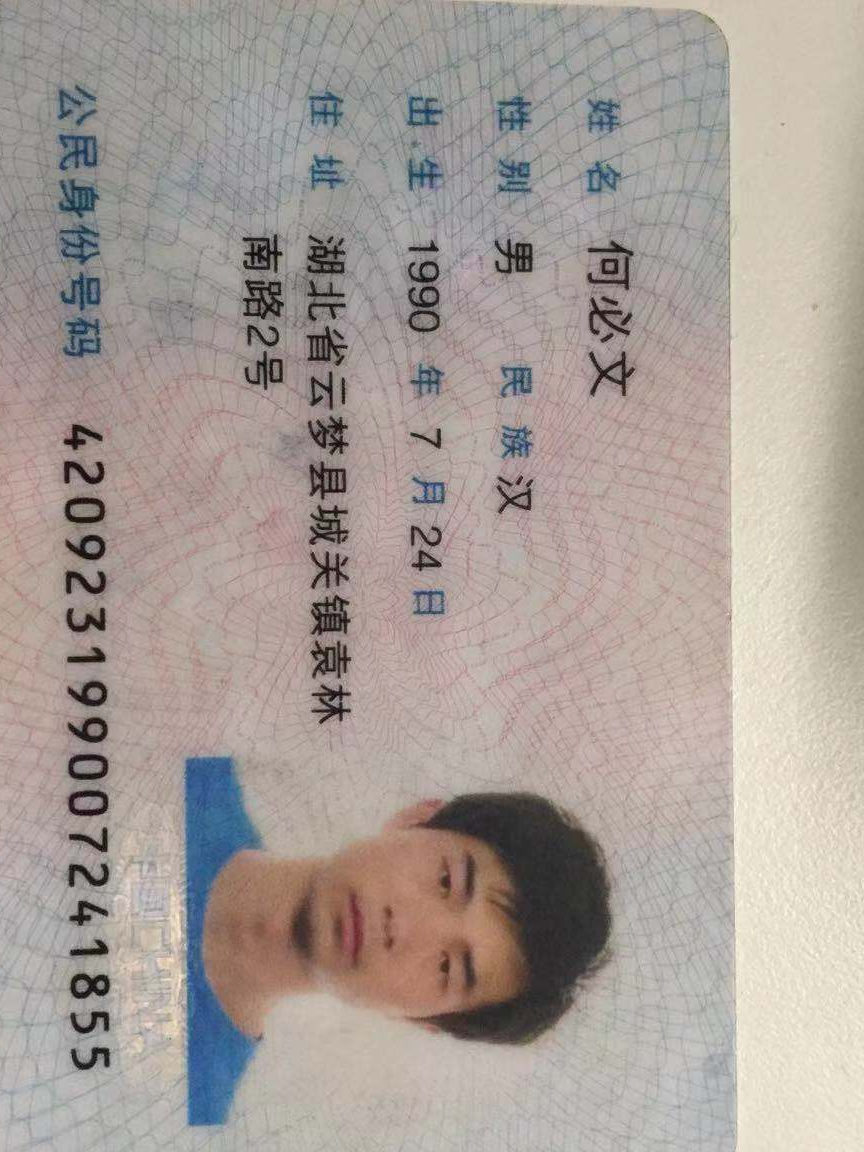 姓名 何必文
性别 男 民族 汉
出生 1990 年 7 月 24 日
住址 湖北省云梦县城关镇袁林
南路2号
公民身份号码 420923199007241855